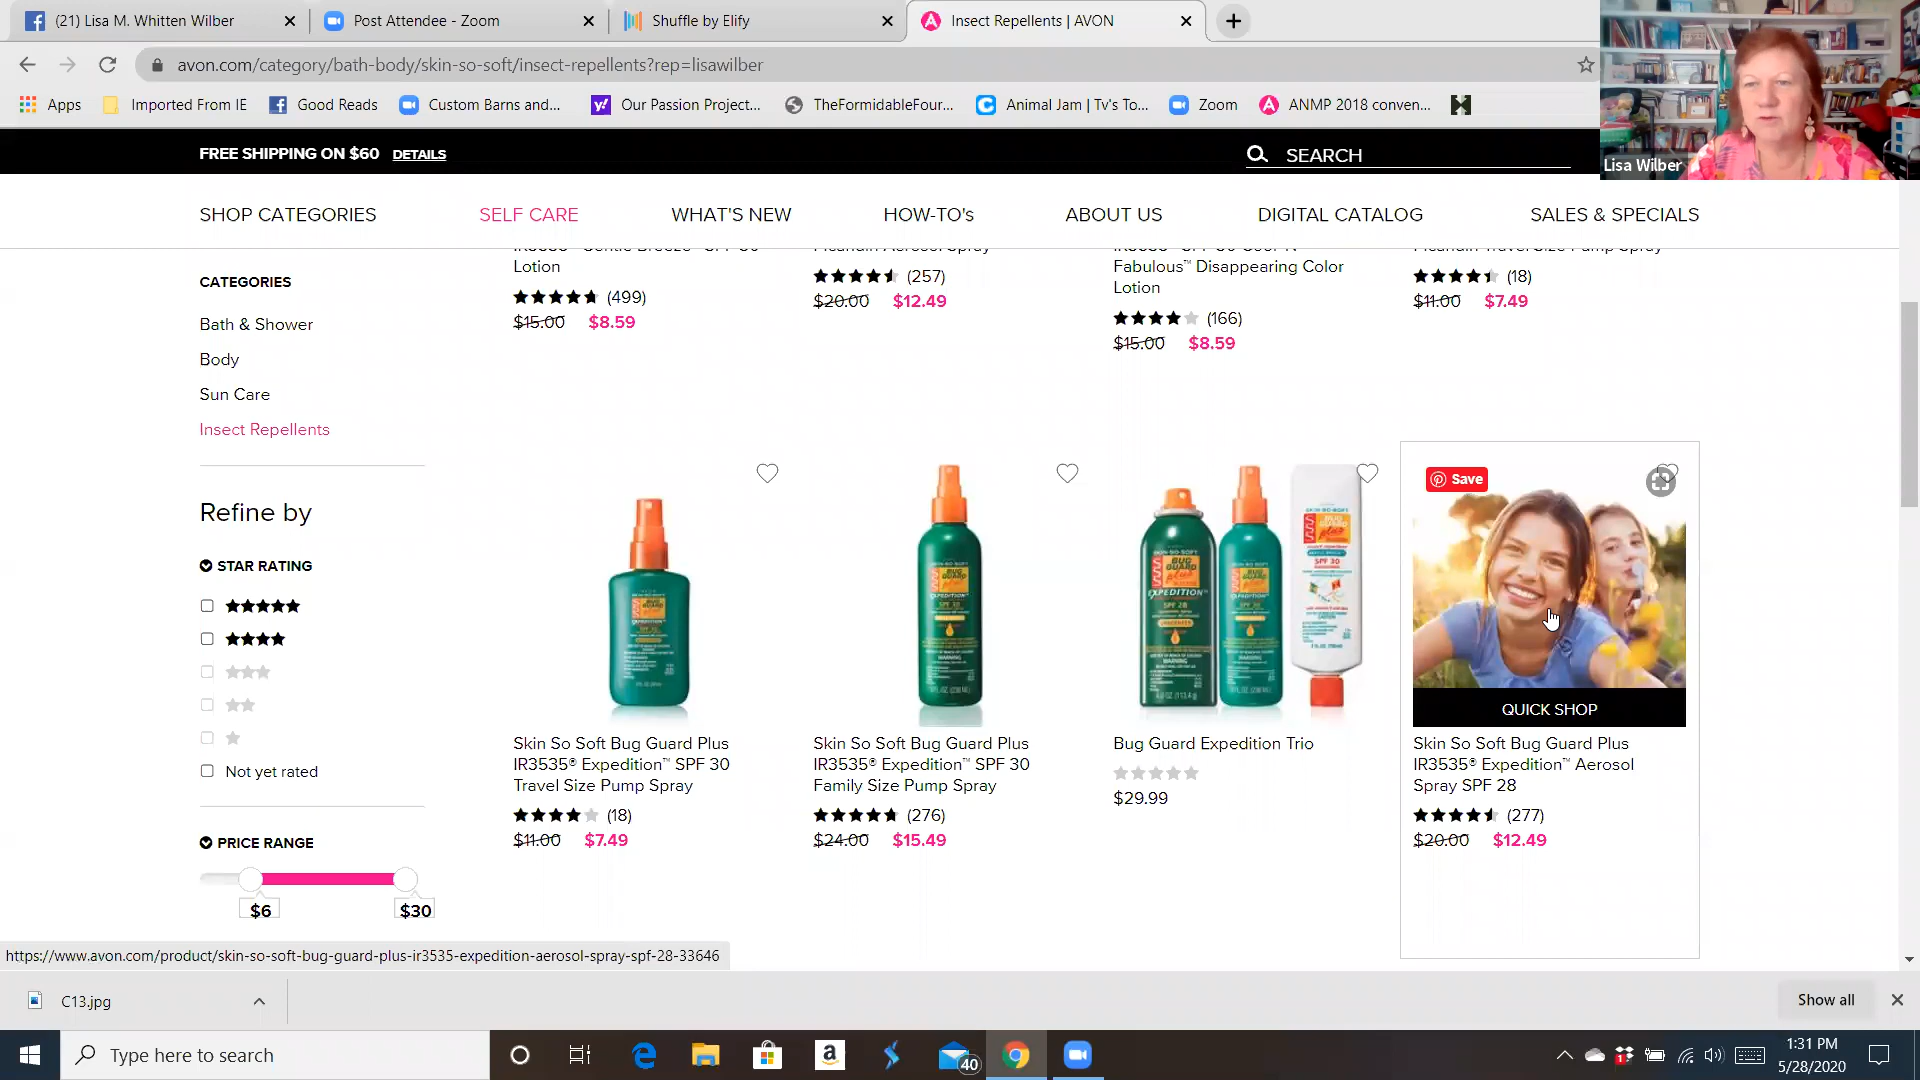 (21) Lisa M. Whitten Wilber
Post Attendee - Zoom
Shuffle by Elify
Insect Repellents | AVON
avon.com/category/bath-body/skin-so-soft/insect-repellents?rep=lisawilber
Apps
Imported From IE
Good Reads
Custom Barns and...
Our Passion Project...
TheFormidableFour...
Animal Jam | Tv's To...
Zoom
ANMP 2018 conven...
Lisa Wilber
FREE SHIPPING ON $60 DETAILS
SEARCH
SHOP CATEGORIES
SELF CARE
WHAT'S NEW
HOW-TO's
ABOUT US
DIGITAL CATALOG
SALES & SPECIALS
CATEGORIES
Bath & Shower
Body
Sun Care
Insect Repellents
Refine by
STAR RATING
Not yet rated
PRICE RANGE
$6
$30
Lotion
(499)
$15.00 $8.59
(257)
$20.00 $12.49
Fabulous™ Disappearing Color
Lotion
(166)
$15.00 $8.59
(18)
$11.00 $7.49
Skin So Soft Bug Guard Plus
IR3535® Expedition™ SPF 30
Travel Size Pump Spray
(18)
$11.00 $7.49
Skin So Soft Bug Guard Plus
IR3535® Expedition™ SPF 30
Family Size Pump Spray
(276)
$24.00 $15.49
BUG
GUARD
plus
EXPEDITION
SPF 28
SPF 30
Bug Guard Expedition Trio
$29.99
Save
QUICK SHOP
Skin So Soft Bug Guard Plus
IR3535® Expedition™ Aerosol
Spray SPF 28
(277)
$20.00 $12.49
https://www.avon.com/product/skin-so-soft-bug-guard-plus-ir3535-expedition-aerosol-spray-spf-28-33646
C13.jpg
Show all
Type here to search
40
1:31 PM
5/28/2020